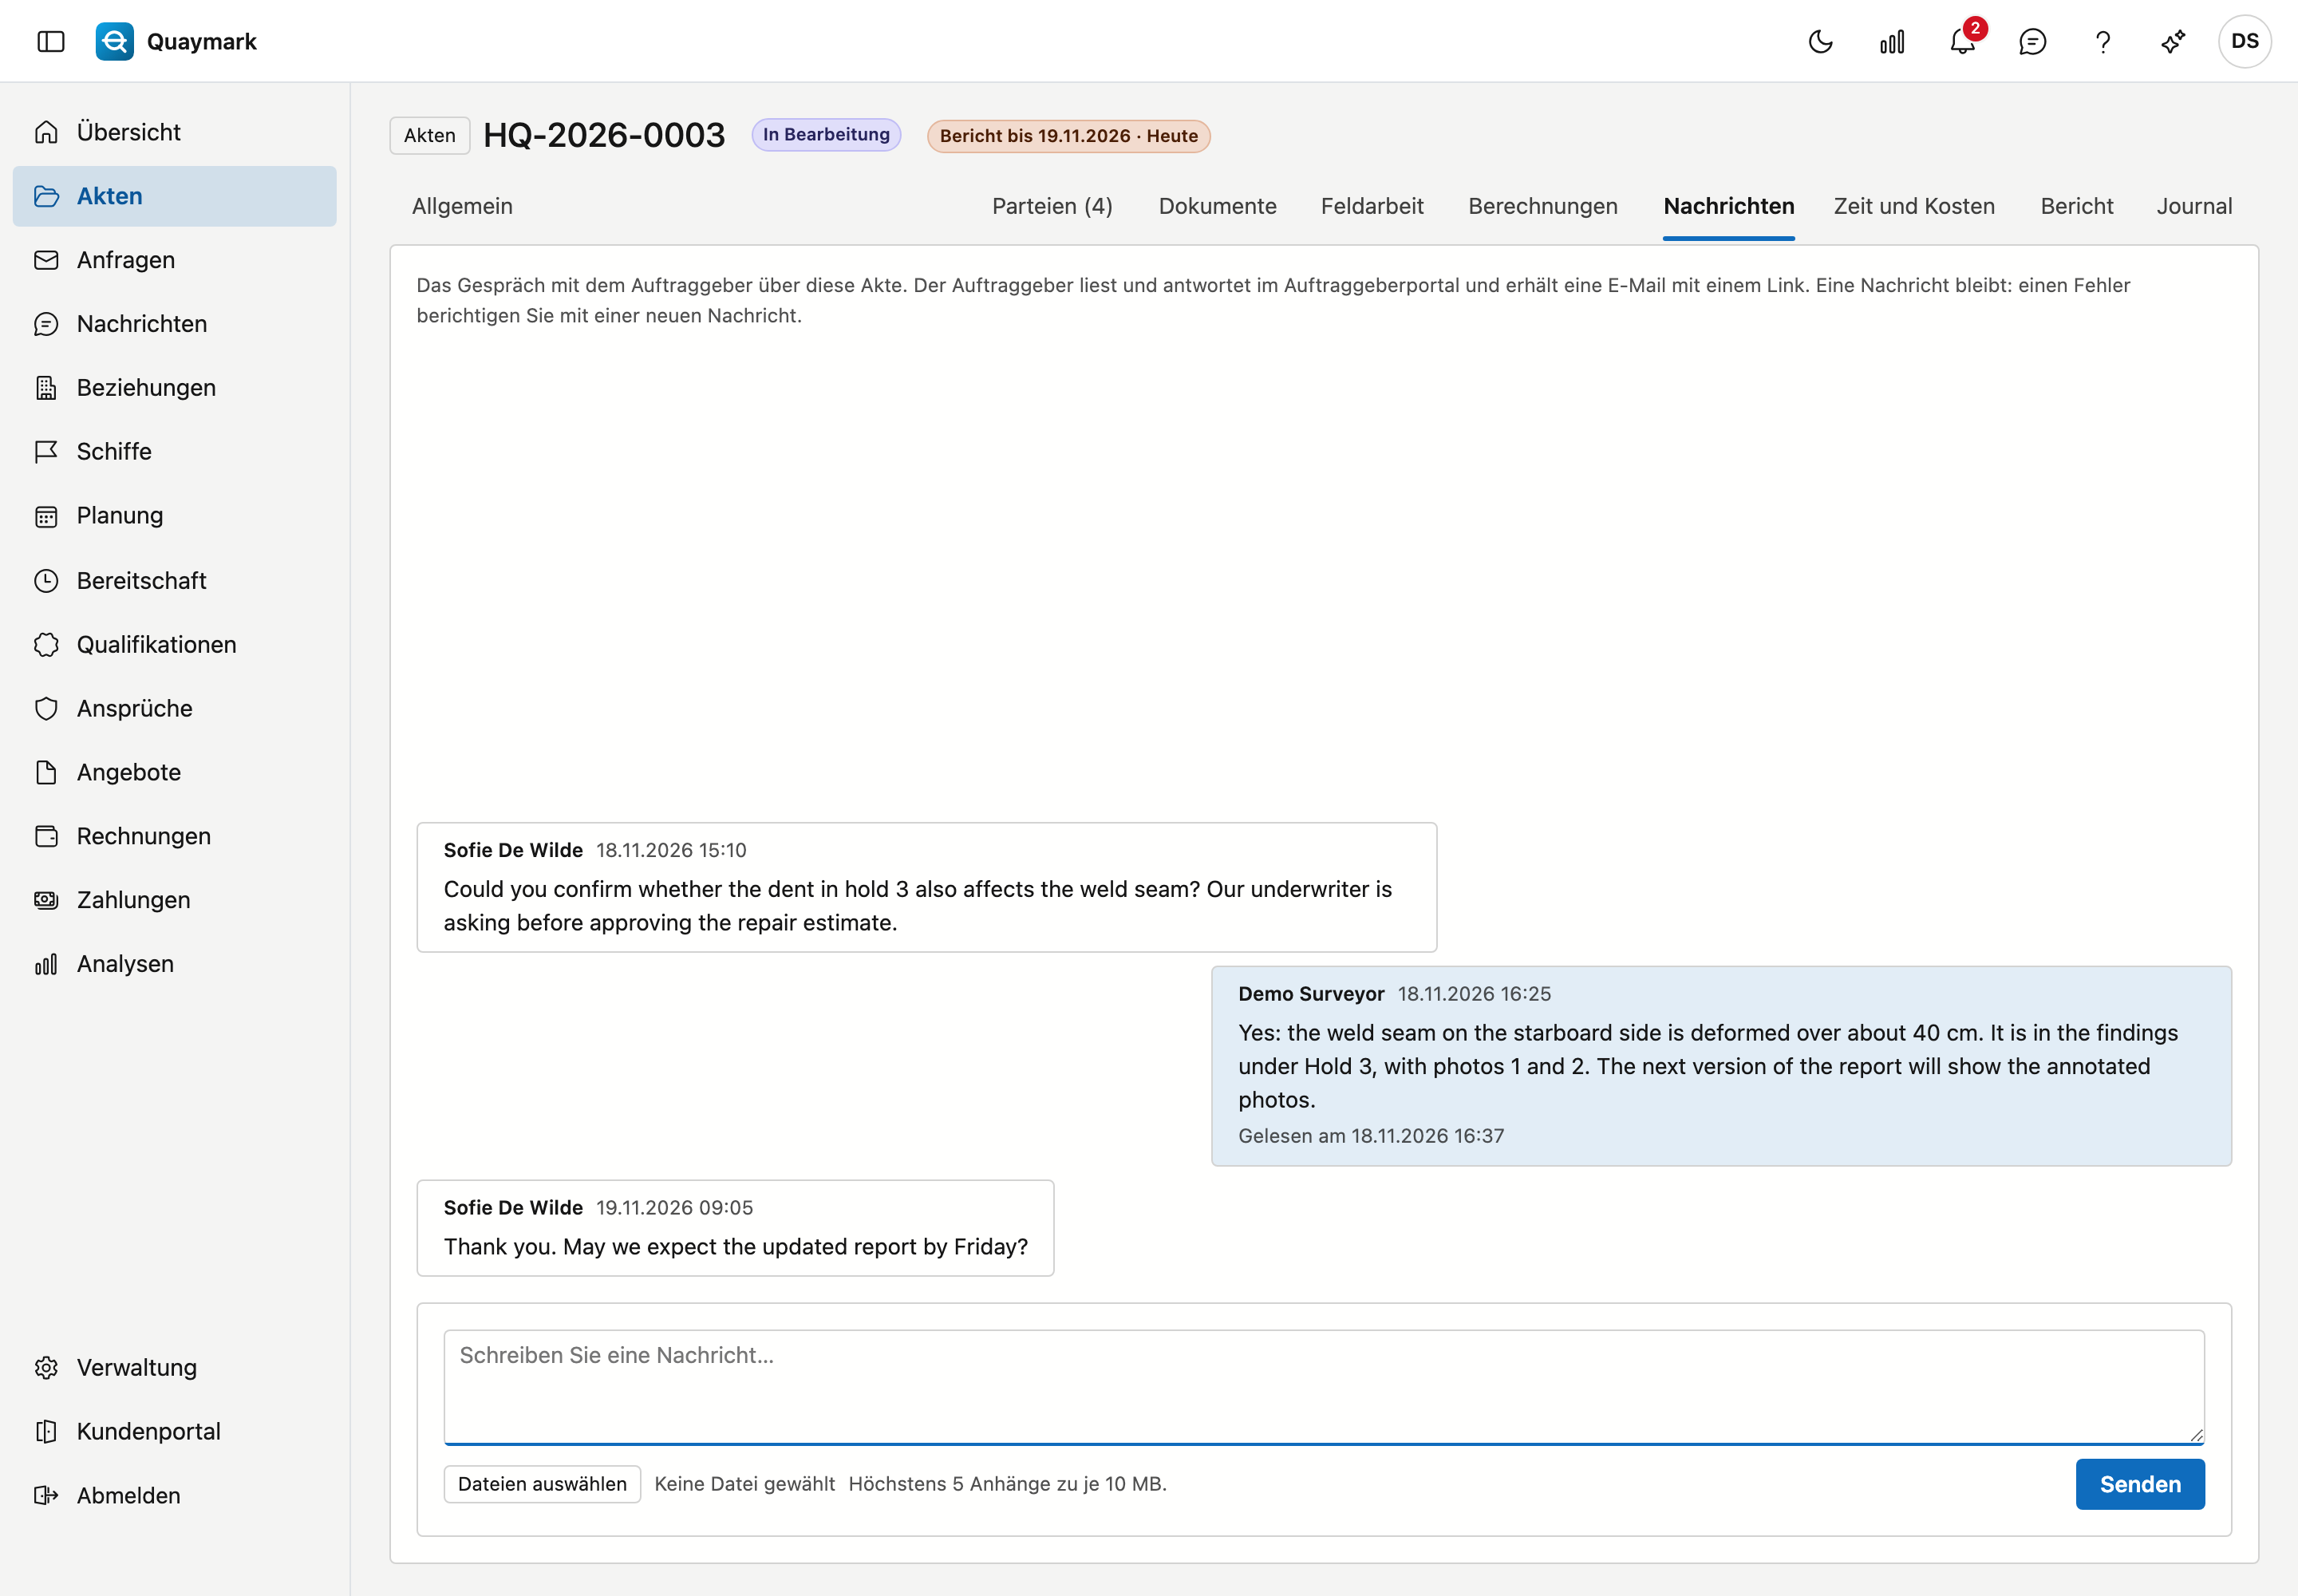 Quaymark
2
DS
Übersicht
Akten
Anfragen
Nachrichten
Beziehungen
Schiffe
Planung
Bereitschaft
Qualifikationen
Ansprüche
Angebote
Rechnungen
Zahlungen
Analysen
Verwaltung
Kundenportal
Abmelden
Akten HQ-2026-0003 In Bearbeitung Bericht bis 19.11.2026 · Heute
Allgemein Parteien (4) Dokumente Feldarbeit Berechnungen Nachrichten Zeit und Kosten Bericht Journal
Das Gespräch mit dem Auftraggeber über diese Akte. Der Auftraggeber liest und antwortet im Auftraggeberportal und erhält eine E-Mail mit einem Link. Eine Nachricht bleibt: einen Fehler
berichtigen Sie mit einer neuen Nachricht.
Sofie De Wilde 18.11.2026 15:10
Could you confirm whether the dent in hold 3 also affects the weld seam? Our underwriter is
asking before approving the repair estimate.
Demo Surveyor 18.11.2026 16:25
Yes: the weld seam on the starboard side is deformed over about 40 cm. It is in the findings
under Hold 3, with photos 1 and 2. The next version of the report will show the annotated
photos.
Gelesen am 18.11.2026 16:37
Sofie De Wilde 19.11.2026 09:05
Thank you. May we expect the updated report by Friday?
Schreiben Sie eine Nachricht...
Dateien auswählen Keine Datei gewählt Höchstens 5 Anhänge zu je 10 MB.
Senden